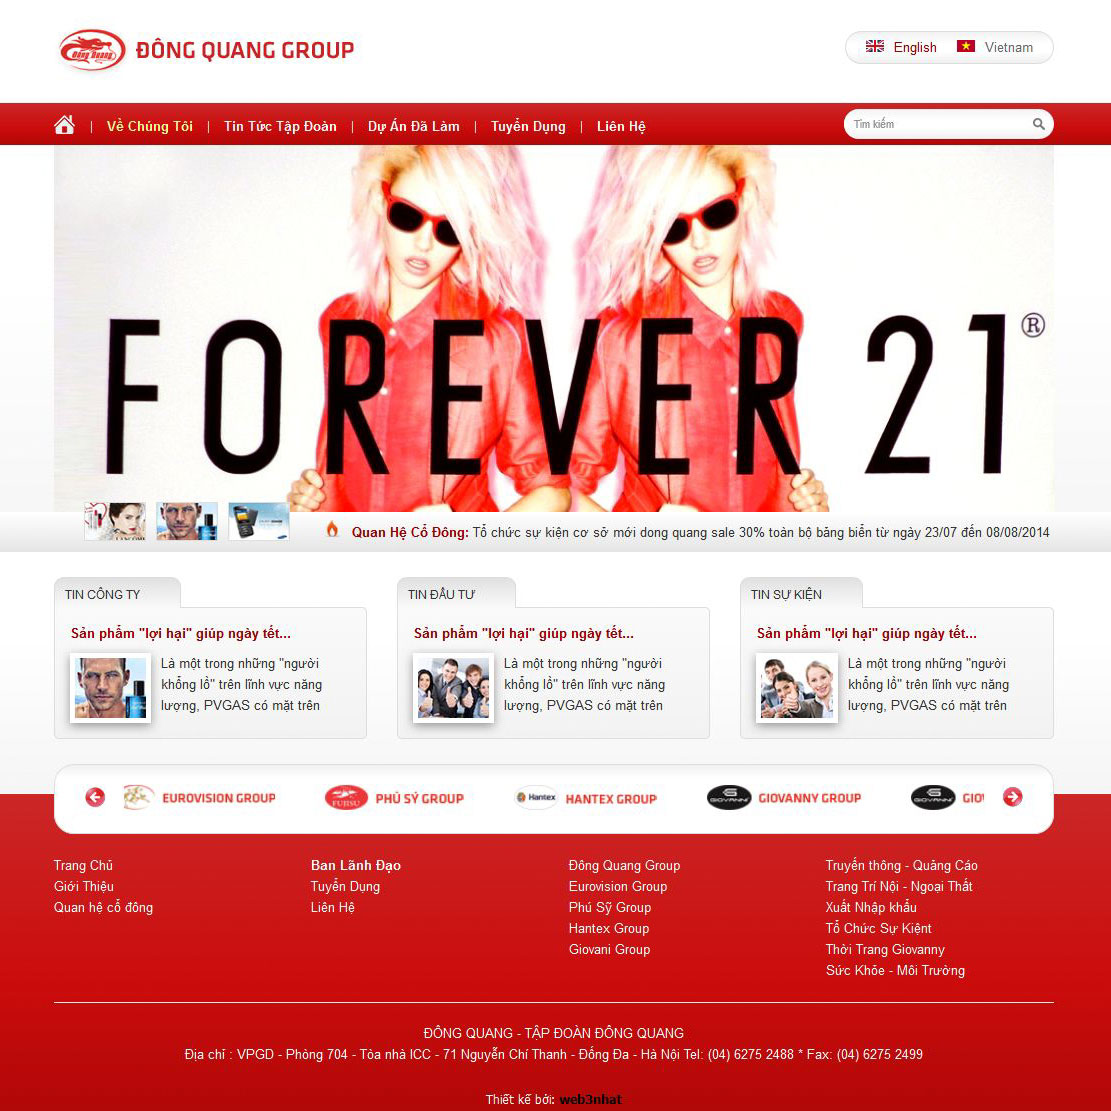 Đông Quang
ĐÔNG QUANG GROUP
English
Vietnam
Về Chúng Tôi | Tin Tức Tập Đoàn | Dự Án Đã Làm | Tuyển Dụng | Liên Hệ
Tìm kiếm
FOREVER 21®
LANCOME
Quan Hệ Cổ Đông: Tổ chức sự kiện cơ sở mới dong quang sale 30% toàn bộ bảng biển từ ngày 23/07 đến 08/08/2014
TIN CÔNG TY
Sản phẩm "lợi hại" giúp ngày tết...
Là một trong những "người
khổng lồ" trên lĩnh vực năng
lượng, PVGAS có mặt trên
TIN ĐẦU TƯ
Sản phẩm "lợi hại" giúp ngày tết...
Là một trong những "người
khổng lồ" trên lĩnh vực năng
lượng, PVGAS có mặt trên
TIN SỰ KIỆN
Sản phẩm "lợi hại" giúp ngày tết...
Là một trong những "người
khổng lồ" trên lĩnh vực năng
lượng, PVGAS có mặt trên
EUROVISION GROUP
FUJISU
PHÚ SỸ GROUP
Hantex
HANTEX GROUP
GIOVANNI
GIOVANNY GROUP
GIOVANNI
GIO
Trang Chủ
Giới Thiệu
Quan hệ cổ đông
Ban Lãnh Đạo
Tuyển Dụng
Liên Hệ
Đông Quang Group
Eurovision Group
Phú Sỹ Group
Hantex Group
Giovani Group
Truyền thông - Quảng Cáo
Trang Trí Nội - Ngoại Thất
Xuất Nhập khẩu
Tổ Chức Sự Kiệnt
Thời Trang Giovanny
Sức Khỏe - Môi Trường
ĐÔNG QUANG - TẬP ĐOÀN ĐÔNG QUANG
Địa chỉ : VPGD - Phòng 704 - Tòa nhà ICC - 71 Nguyễn Chí Thanh - Đống Đa - Hà Nội Tel: (04) 6275 2488 * Fax: (04) 6275 2499
Thiết kế bởi: web3nhat